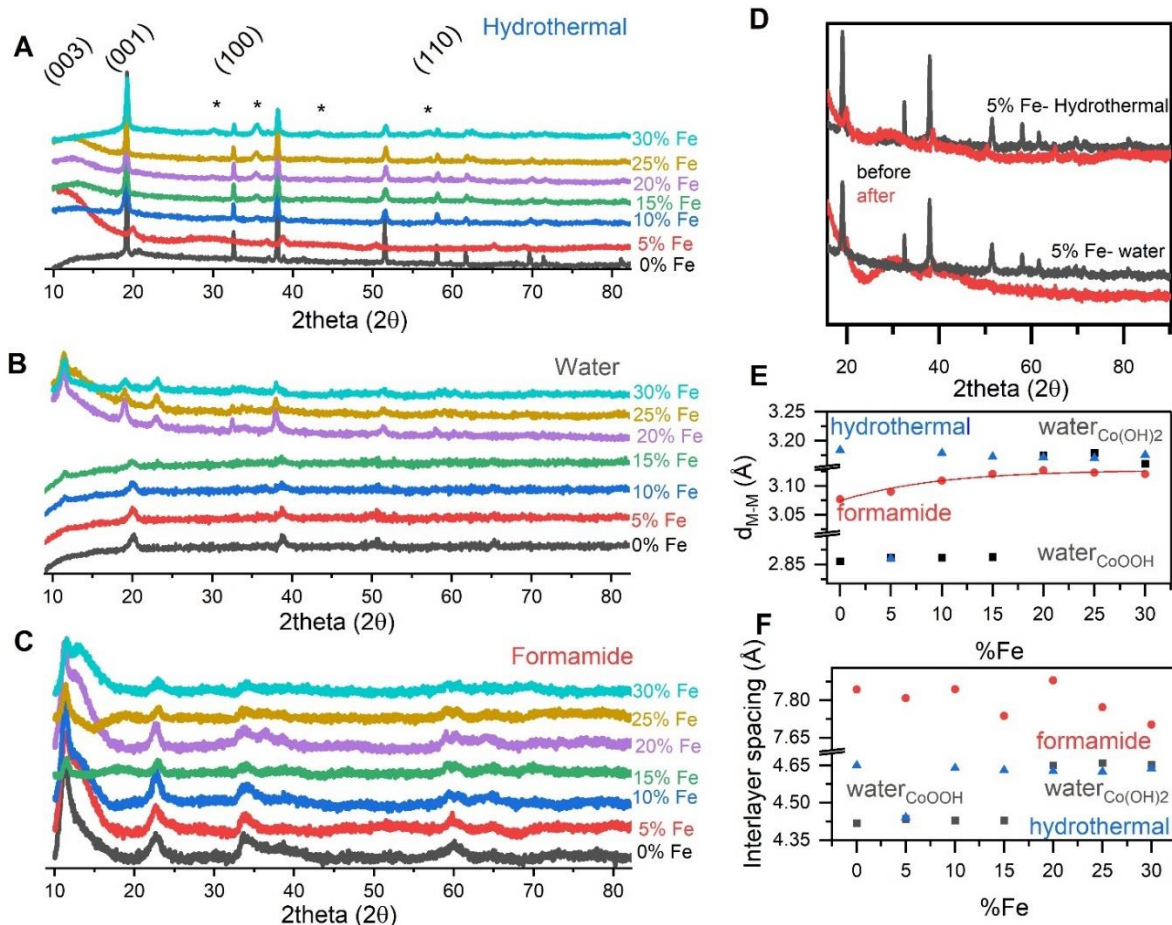 A
Hydrothermal
(003)
(001)
(100)
(110)
* * * *
30% Fe
25% Fe
20% Fe
15% Fe
10% Fe
5% Fe
0% Fe
10 20 30 40 50 60 70 80
2theta (2θ)
B
Water
30% Fe
25% Fe
20% Fe
15% Fe
10% Fe
5% Fe
0% Fe
10 20 30 40 50 60 70 80
2theta (2θ)
C
Formamide
30% Fe
25% Fe
20% Fe
15% Fe
10% Fe
5% Fe
0% Fe
10 20 30 40 50 60 70 80
2theta (2θ)
D
5% Fe- Hydrothermal
before
after
5% Fe- water
20 40 60 80
2theta (2θ)
E
3.25
3.20
3.10
3.05
2.85
d_M-M (Å)
hydrothermal
water_Co(OH)2
formamide
water_CoOOH
0 5 10 15 20 25 30
%Fe
F
Interlayer spacing (Å)
7.80
7.65
4.65
4.50
4.35
formamide
water_CoOOH
water_Co(OH)2
hydrothermal
0 5 10 15 20 25 30
%Fe